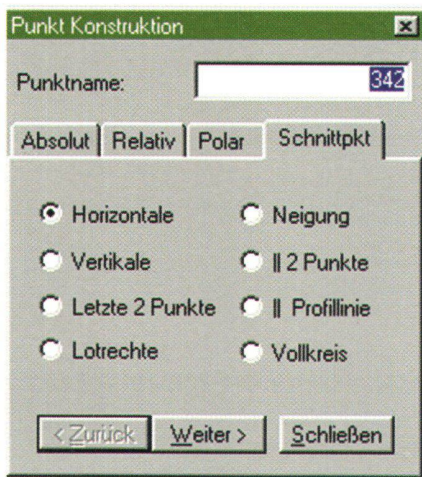 Punkt Konstruktion
Punktname: 342
Absolut Relativ Polar Schnittpkt
Horizontale Neigung
Vertikale || 2 Punkte
Letzte 2 Punkte || Profillinie
Lotrechte Vollkreis
< Zurück Weiter > Schließen